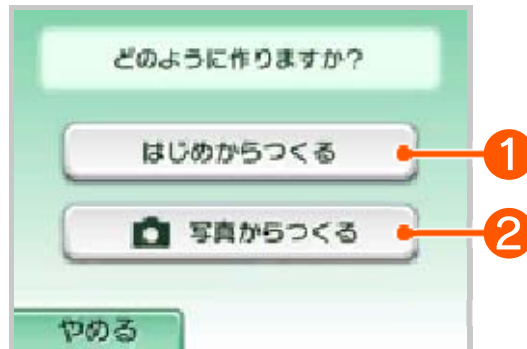 どのように作りますか?
はじめからつくる
1
写真からつくる
2
やめる